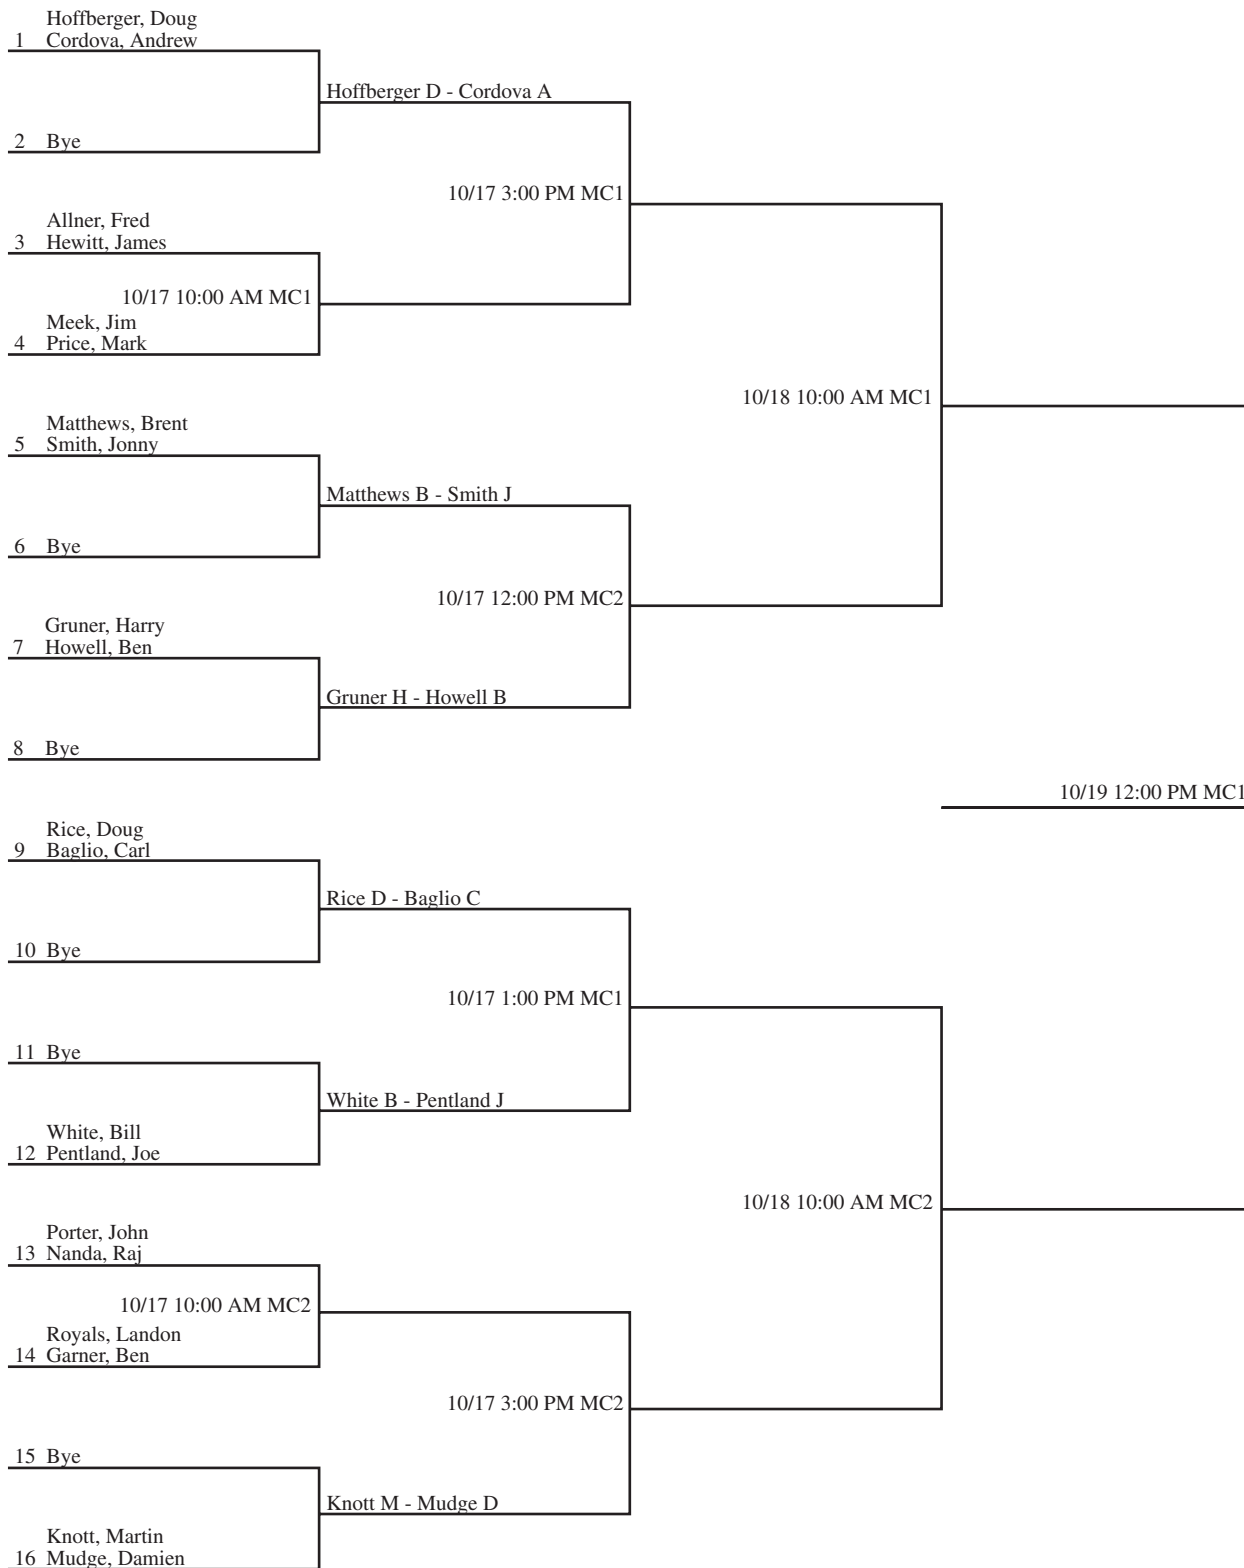 Hoffberger, Doug
1 Cordova, Andrew
Hoffberger D - Cordova A
2 Bye
10/17 3:00 PM MC1
Allner, Fred
3 Hewitt, James
10/17 10:00 AM MC1
Meek, Jim
4 Price, Mark
10/18 10:00 AM MC1
Matthews, Brent
5 Smith, Jonny
Matthews B - Smith J
6 Bye
10/17 12:00 PM MC2
Gruner, Harry
7 Howell, Ben
Gruner H - Howell B
8 Bye
10/19 12:00 PM MC1
Rice, Doug
9 Baglio, Carl
Rice D - Baglio C
10 Bye
10/17 1:00 PM MC1
11 Bye
White B - Pentland J
White, Bill
12 Pentland, Joe
10/18 10:00 AM MC2
Porter, John
13 Nanda, Raj
10/17 10:00 AM MC2
Royals, Landon
14 Garner, Ben
10/17 3:00 PM MC2
15 Bye
Knott M - Mudge D
Knott, Martin
16 Mudge, Damien